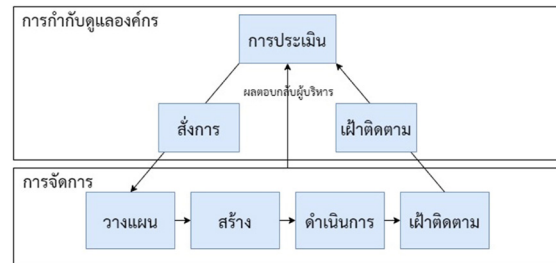 การกำกับดูแลองค์กร
การประเมิน
ผลตอบกลับผู้บริหาร
สั่งการ
เฝ้าติดตาม
การจัดการ
วางแผน
สร้าง
ดำเนินการ
เฝ้าติดตาม